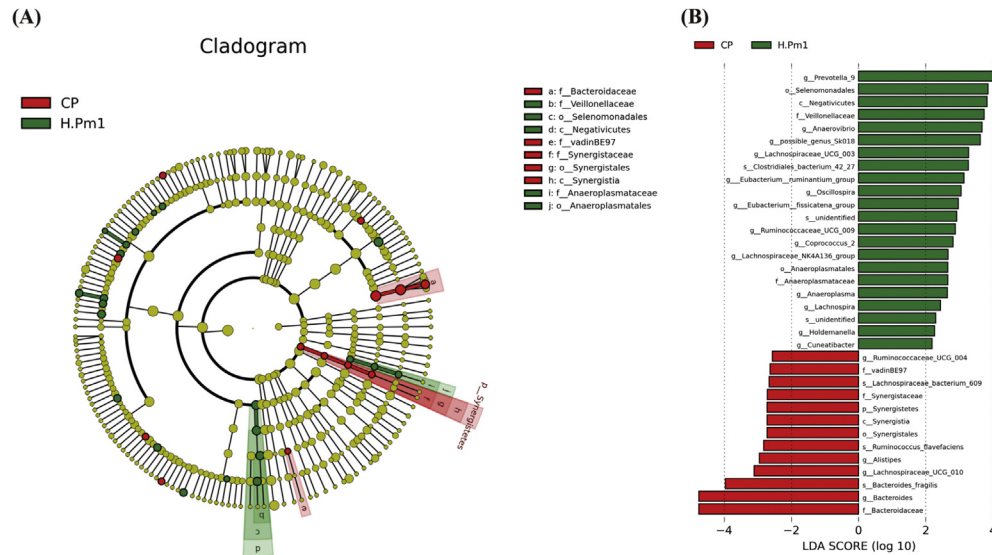 (A)
Cladogram
CP
H.Pm1
a: f__Bacteroidaceae
b: f__Veillonellaceae
c: o__Selenomonadales
d: c__Negativicutes
e: f__vadinBE97
f: f__Synergistaceae
g: o__Synergistales
h: c__Synergistia
i: f__Anaeroplasmataceae
j: o__Anaeroplasmatales
a
j
i
h
g
f
p__Synergistetes
e
b
c
d
(B)
CP
H.Pm1
g__Prevotella_9
o__Selenomonadales
c__Negativicutes
f__Veillonellaceae
g__Anaerovibrio
g__possible_genus_Sk018
g__Lachnospiraceae_UCG_003
s__Clostridiales_bacterium_42_27
g___Eubacterium__ruminantium_group
g__Oscillospira
g___Eubacterium__fissicatena_group
s__unidentified
g__Ruminococcaceae_UCG_009
g__Coprococcus_2
g__Lachnospiraceae_NK4A136_group
o__Anaeroplasmatales
f__Anaeroplasmataceae
g__Anaeroplasma
g__Lachnospira
s__unidentified
g__Holdemanella
g__Cuneatibacter
g__Ruminococcaceae_UCG_004
f__vadinBE97
s__Lachnospiraceae_bacterium_609
f__Synergistaceae
p__Synergistetes
c__Synergistia
o__Synergistales
s__Ruminococcus_flavefaciens
g__Alistipes
g__Lachnospiraceae_UCG_010
s__Bacteroides_fragilis
g__Bacteroides
f__Bacteroidaceae
−4 −2 0 2 4
LDA SCORE (log 10)